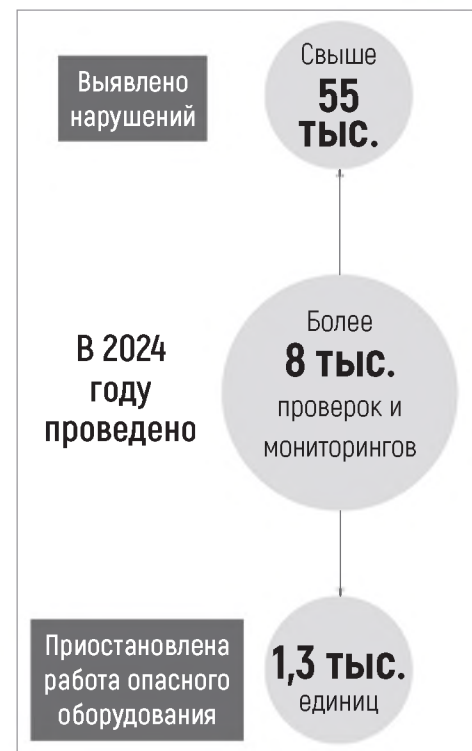 Выявлено
нарушений
Свыше
55
тыс.
В 2024
году
проведено
Более
8 тыс.
проверок и
мониторингов
Приостановлена
работа опасного
оборудования
1,3 тыс.
единиц